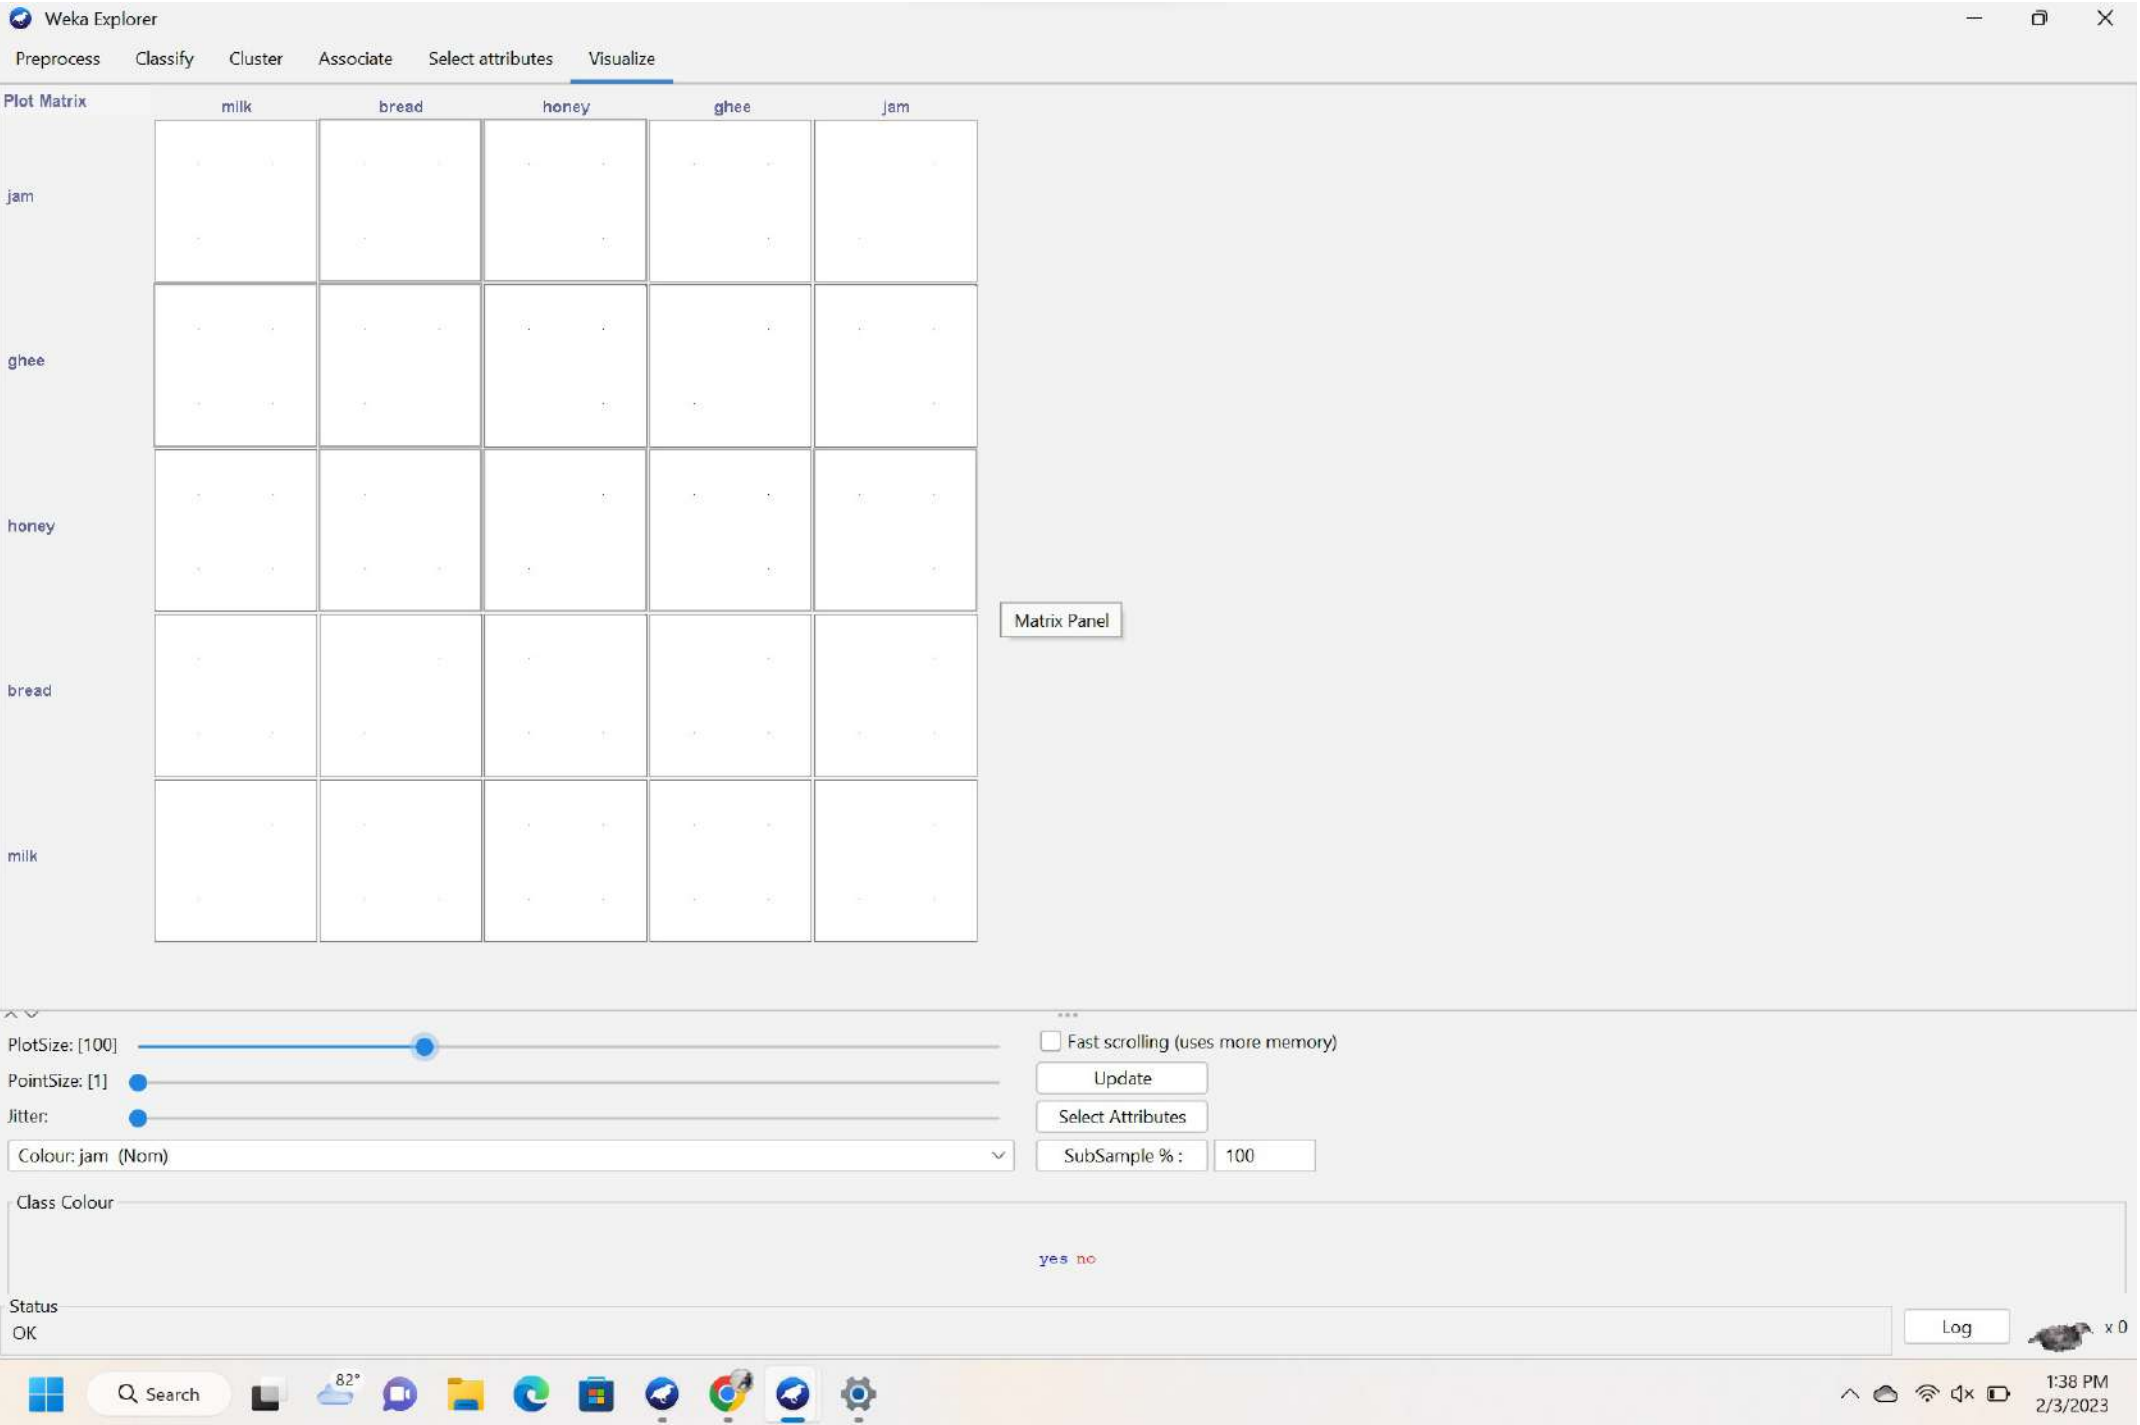 Weka Explorer
Preprocess Classify Cluster Associate Select attributes Visualize
Plot Matrix milk bread honey ghee jam
jam
ghee
honey
Matrix Panel
bread
milk
PlotSize: [100] Fast scrolling (uses more memory)
PointSize: [1] Update
Jitter: Select Attributes
Colour: jam (Nom) SubSample % : 100
Class Colour
yes no
Status
OK Log x 0
82°
Search 1:38 PM
2/3/2023